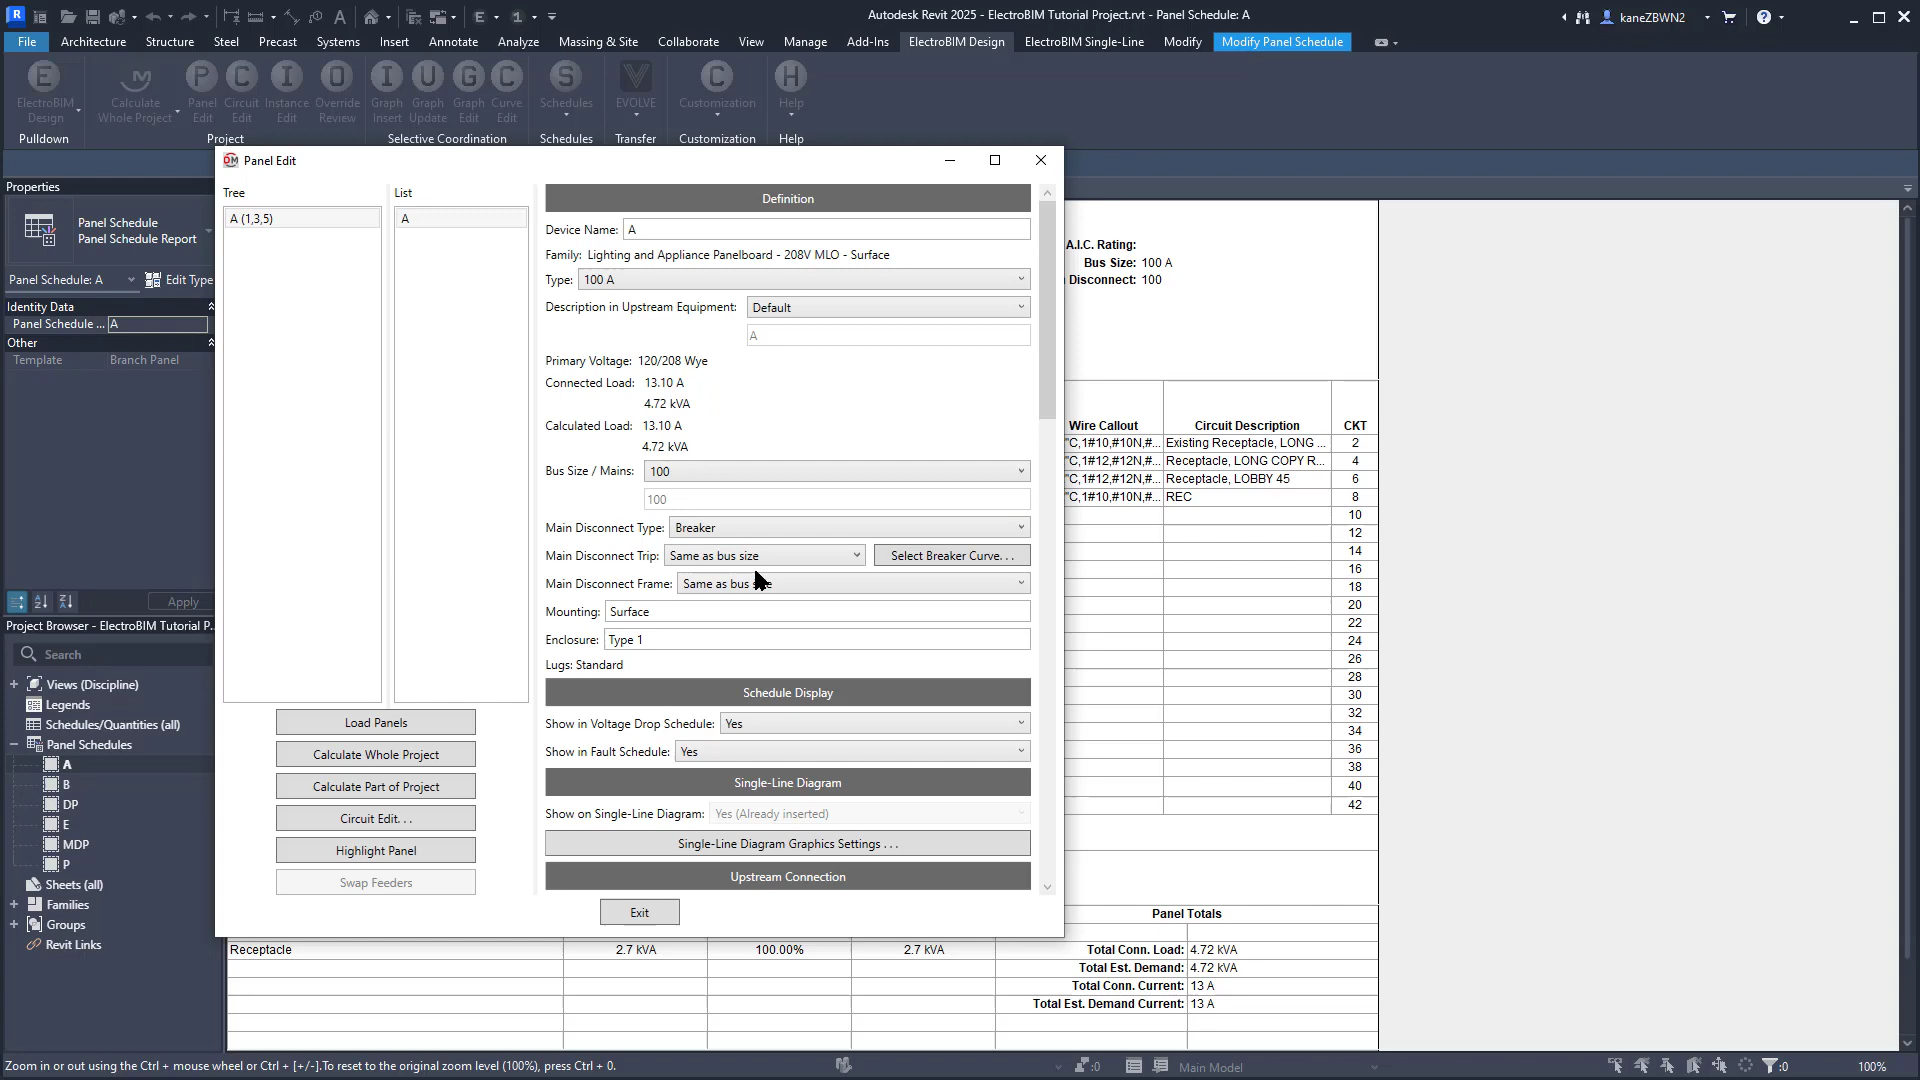 Autodesk Revit 2025 - ElectroBIM Tutorial Project.rvt - Panel Schedule: A
kaneZBWN2
File Architecture Structure Steel Precast Systems Insert Annotate Analyze Massing & Site Collaborate View Manage Add-Ins ElectroBIM Design ElectroBIM Single-Line Modify Modify Panel Schedule
ElectroBIM Design
Calculate Whole Project
Panel Edit
Circuit Edit
Instance Edit
Override Review
Graph Insert
Graph Update
Graph Edit
Curve Edit
Schedules
EVOLVE
Customization
Help
Pulldown Project Selective Coordination Schedules Transfer Customization Help
Properties
Panel Schedule
Panel Schedule Report
Panel Schedule: A
Edit Type
Identity Data
Panel Schedule ... A
Other
Template Branch Panel
Apply
Project Browser - ElectroBIM Tutorial P...
Search
Views (Discipline)
Legends
Schedules/Quantities (all)
Panel Schedules
A
B
DP
E
MDP
P
Sheets (all)
Families
Groups
Revit Links
Panel Edit
Tree
A (1,3,5)
List
A
Load Panels
Calculate Whole Project
Calculate Part of Project
Circuit Edit. . .
Highlight Panel
Swap Feeders
Definition
Device Name: A
Family: Lighting and Appliance Panelboard - 208V MLO - Surface
Type: 100 A
Description in Upstream Equipment: Default
A
Primary Voltage: 120/208 Wye
Connected Load: 13.10 A
4.72 kVA
Calculated Load: 13.10 A
4.72 kVA
Bus Size / Mains: 100
100
Main Disconnect Type: Breaker
Main Disconnect Trip: Same as bus size Select Breaker Curve. . .
Main Disconnect Frame: Same as bus
Mounting: Surface
Enclosure: Type 1
Lugs: Standard
Schedule Display
Show in Voltage Drop Schedule: Yes
Show in Fault Schedule: Yes
Single-Line Diagram
Show on Single-Line Diagram: Yes (Already inserted)
Single-Line Diagram Graphics Settings . . .
Upstream Connection
Exit
A.I.C. Rating:
Bus Size: 100 A
Disconnect: 100
Wire Callout Circuit Description CKT
"C,1#10,#10N,#... Existing Receptacle, LONG ... 2
"C,1#12,#12N,#... Receptacle, LONG COPY R... 4
"C,1#12,#12N,#... Receptacle, LOBBY 45 6
"C,1#10,#10N,#... REC 8
10
12
14
16
18
20
22
24
26
28
30
32
34
36
38
40
42
Panel Totals
Receptacle 2.7 kVA 100.00% 2.7 kVA Total Conn. Load: 4.72 kVA
Total Est. Demand: 4.72 kVA
Total Conn. Current: 13 A
Total Est. Demand Current: 13 A
Zoom in or out using the Ctrl + mouse wheel or Ctrl + [+/-].To reset to the original zoom level (100%), press Ctrl + 0.
:0
Main Model
:0
100%